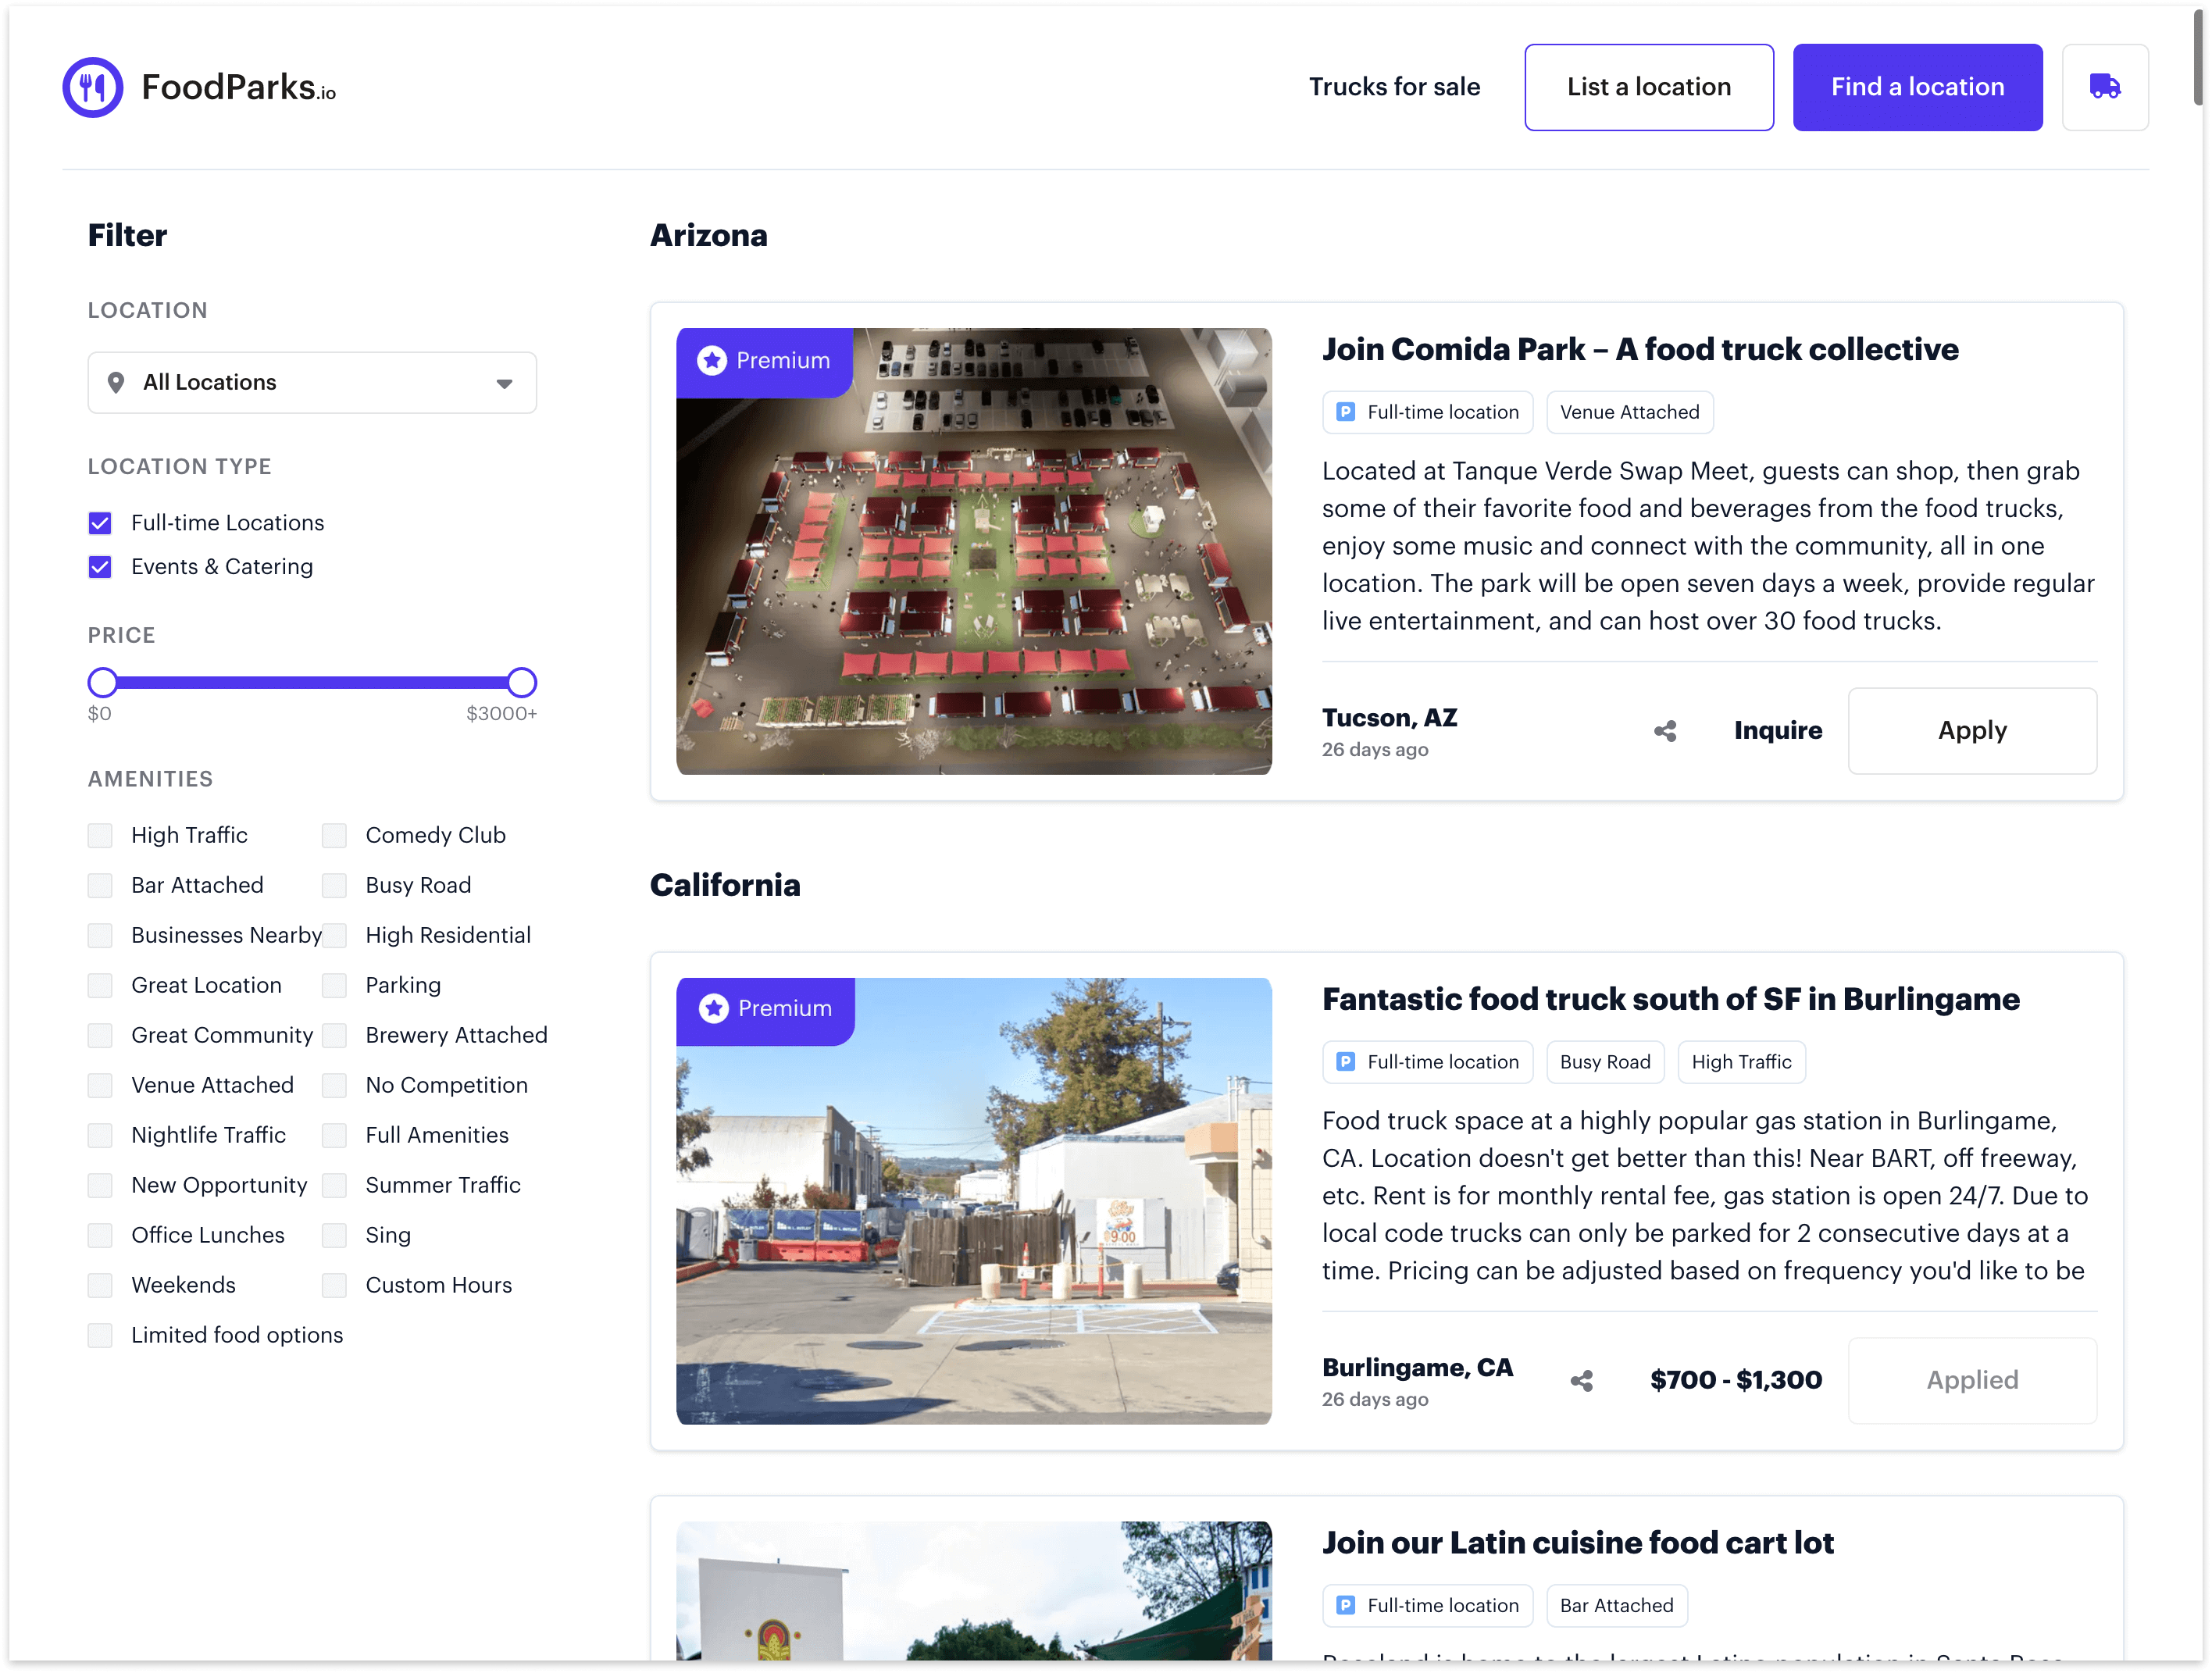 FoodParks.io
Trucks for sale
List a location
Find a location
Filter
LOCATION
All Locations
LOCATION TYPE
Full-time Locations
Events & Catering
PRICE
$0
$3000+
AMENITIES
High Traffic
Comedy Club
Bar Attached
Busy Road
Businesses Nearby
High Residential
Great Location
Parking
Great Community
Brewery Attached
Venue Attached
No Competition
Nightlife Traffic
Full Amenities
New Opportunity
Summer Traffic
Office Lunches
Sing
Weekends
Custom Hours
Limited food options
Arizona
Premium
Join Comida Park – A food truck collective
P Full-time location
Venue Attached
Located at Tanque Verde Swap Meet, guests can shop, then grab
some of their favorite food and beverages from the food trucks,
enjoy some music and connect with the community, all in one
location. The park will be open seven days a week, provide regular
live entertainment, and can host over 30 food trucks.
Tucson, AZ
26 days ago
Inquire
Apply
California
Premium
Fantastic food truck south of SF in Burlingame
P Full-time location
Busy Road
High Traffic
Food truck space at a highly popular gas station in Burlingame,
CA. Location doesn't get better than this! Near BART, off freeway,
etc. Rent is for monthly rental fee, gas station is open 24/7. Due to
local code trucks can only be parked for 2 consecutive days at a
time. Pricing can be adjusted based on frequency you'd like to be
Burlingame, CA
26 days ago
$700 - $1,300
Applied
Join our Latin cuisine food cart lot
P Full-time location
Bar Attached